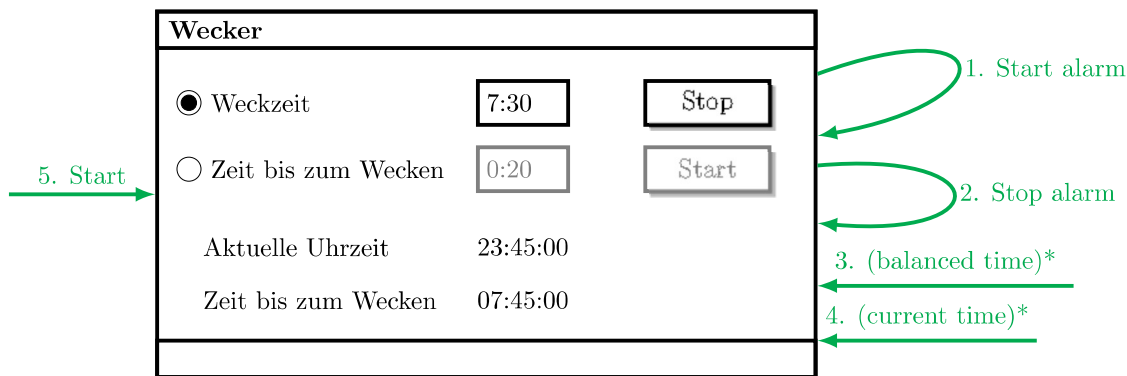 Wecker
1. Start alarm
Weckzeit 7:30 Stop
5. Start
Zeit bis zum Wecken 0:20 Start
2. Stop alarm
Aktuelle Uhrzeit 23:45:00
3. (balanced time)*
Zeit bis zum Wecken 07:45:00
4. (current time)*